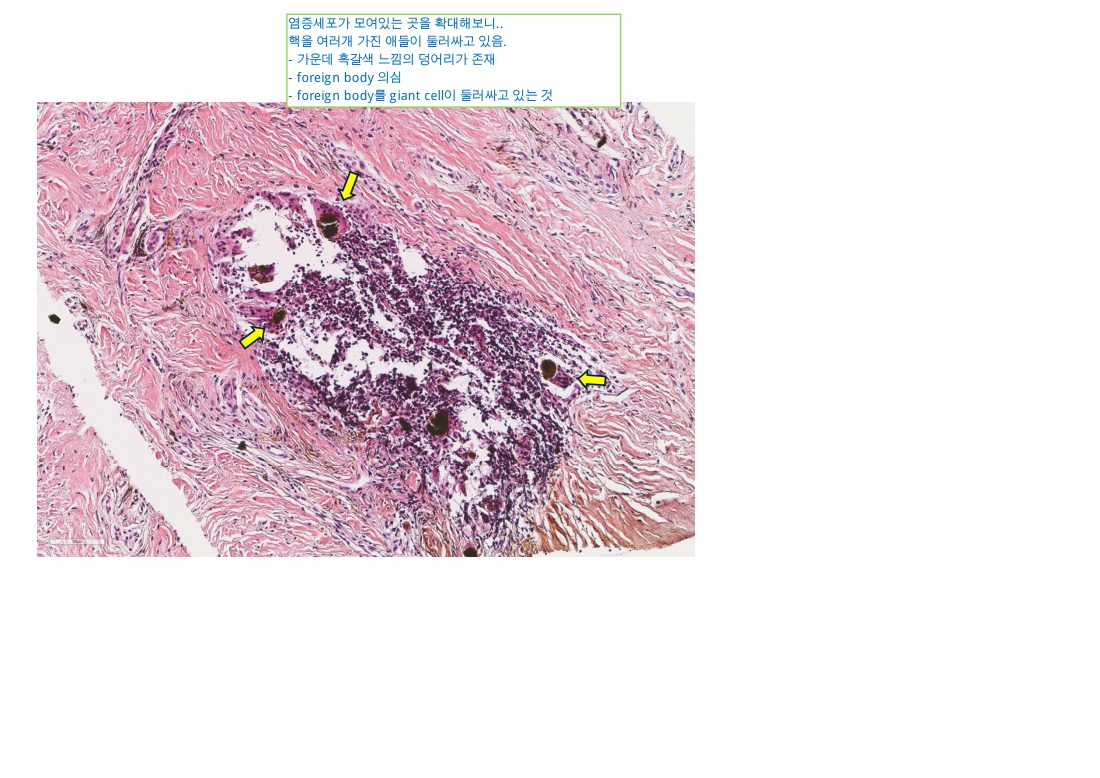 염증세포가 모여있는 곳을 확대해보니..
핵을 여러개 가진 애들이 둘러싸고 있음.
- 가운데 흑갈색 느낌의 덩어리가 존재
- foreign body 의심
- foreign body를 giant cell이 둘러싸고 있는 것